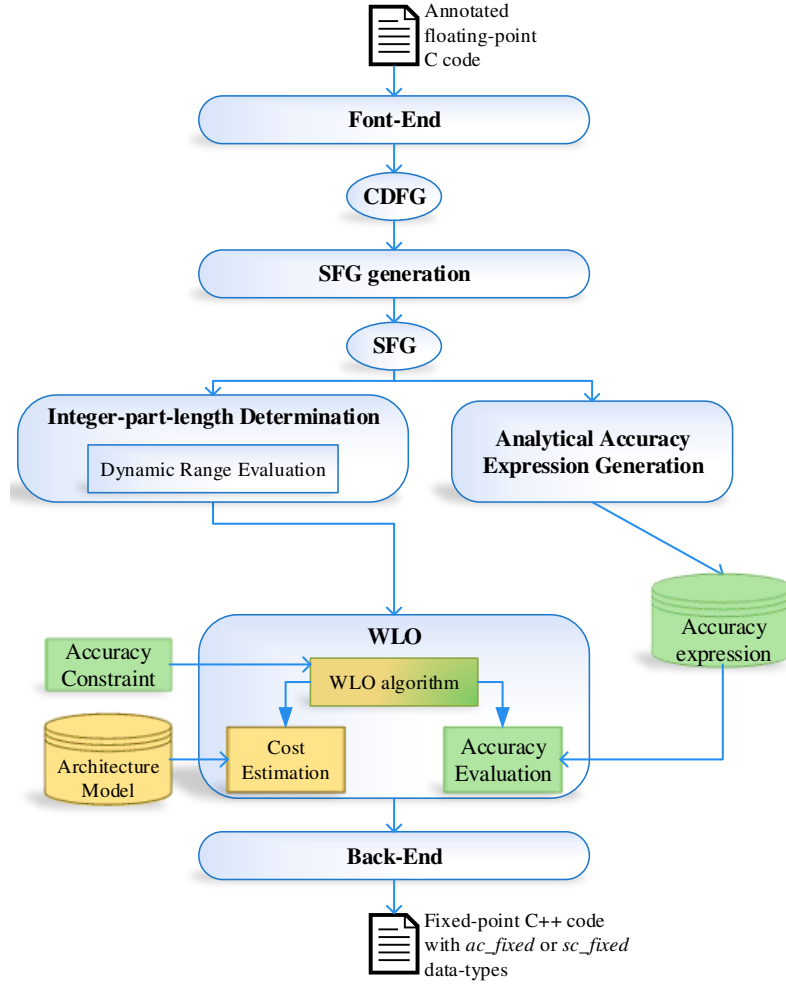 Annotated
floating-point
C code
Font-End
CDFG
SFG generation
SFG
Integer-part-length Determination
Dynamic Range Evaluation
Analytical Accuracy
Expression Generation
WLO
Accuracy
Constraint
WLO algorithm
Accuracy
expression
Architecture
Model
Cost
Estimation
Accuracy
Evaluation
Back-End
Fixed-point C++ code
with ac_fixed or sc_fixed
data-types